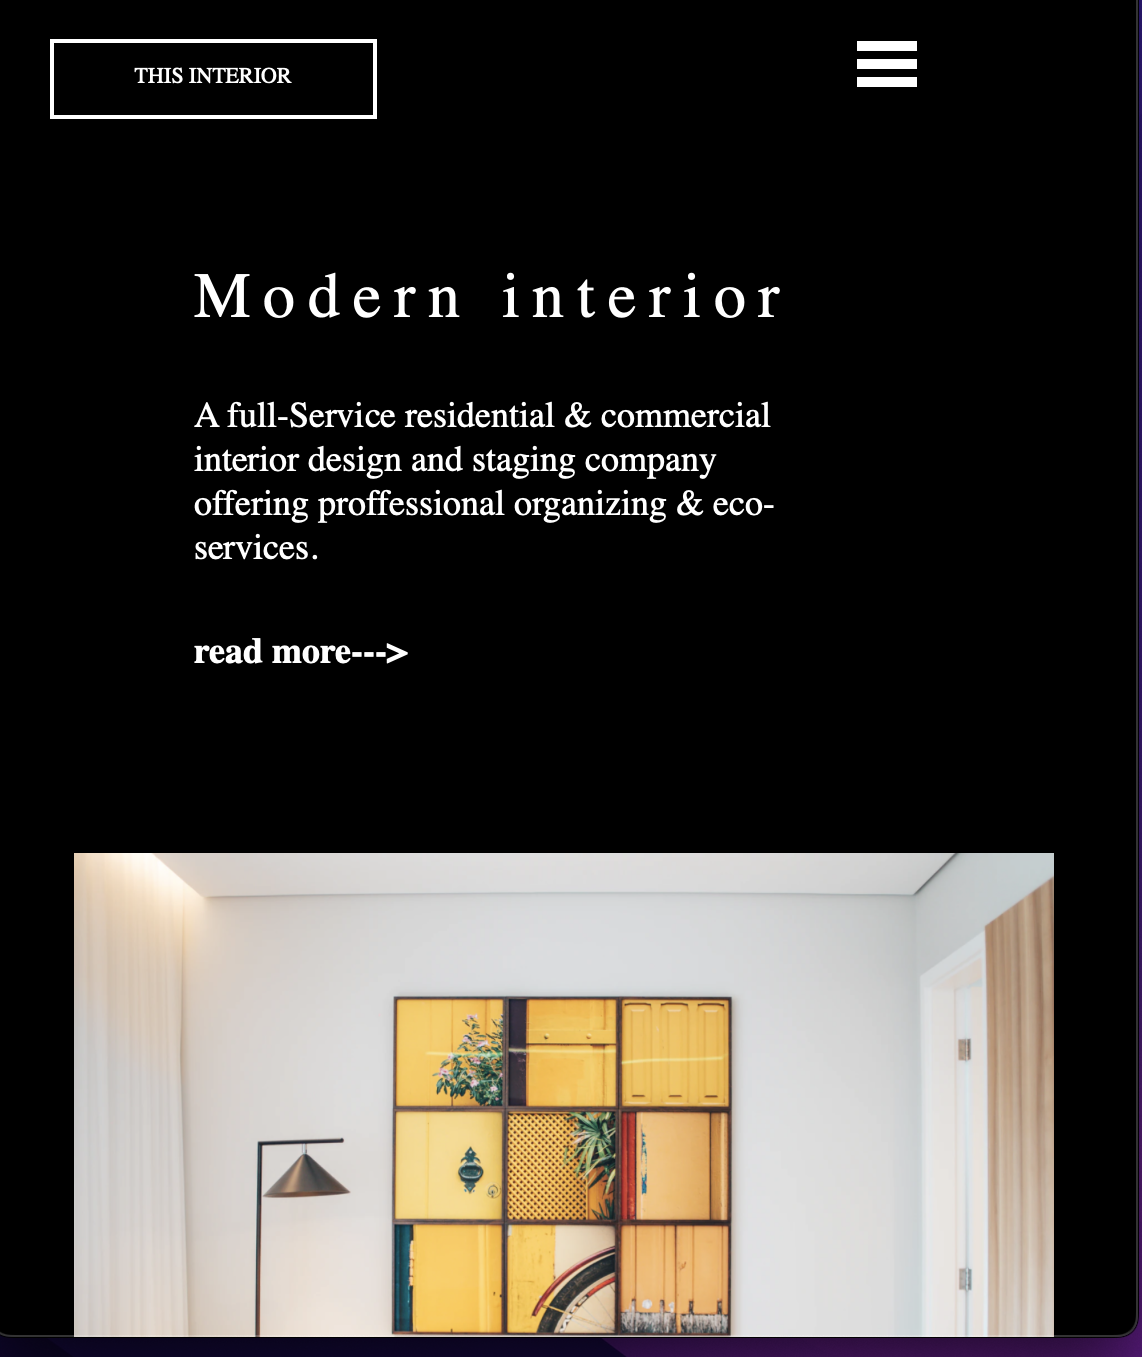 THIS INTERIOR
Modern interior
A full-Service residential & commercial
interior design and staging company
offering proffessional organizing & eco-
services.
read more--->